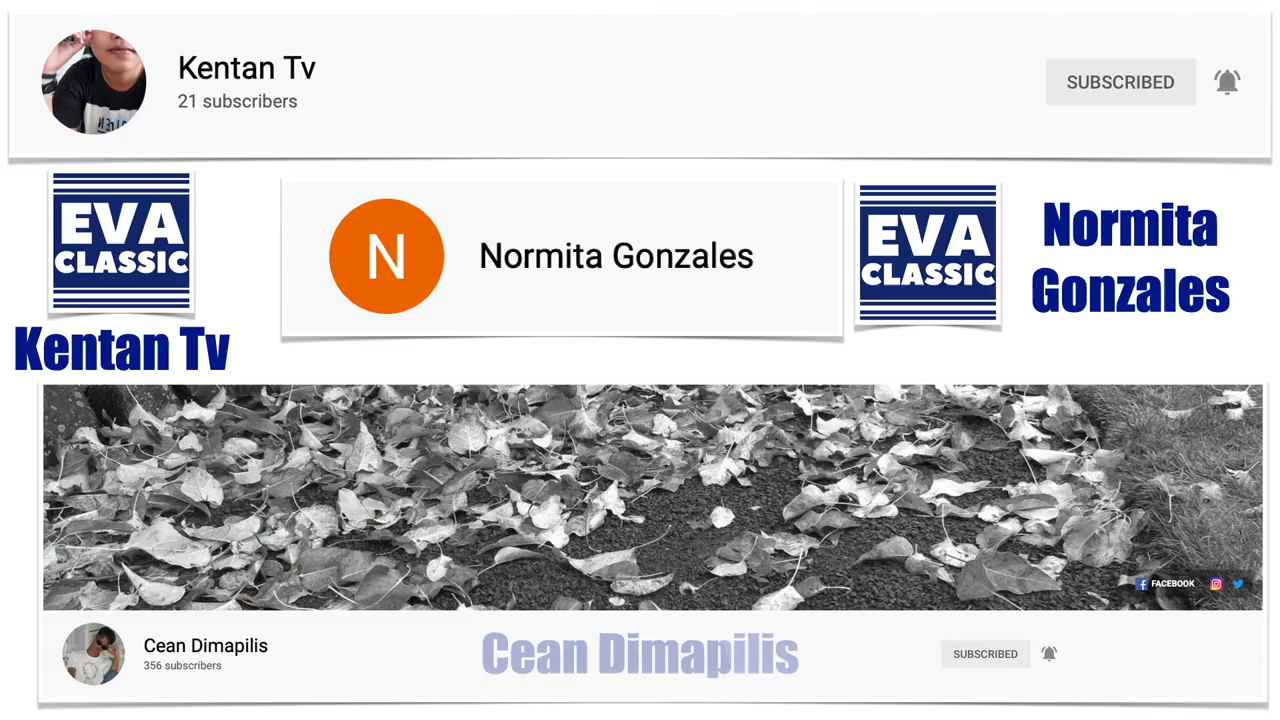 Kentan Tv
21 subscribers
SUBSCRIBED
EVA
CLASSIC
Kentan Tv
N
Normita Gonzales
EVA
CLASSIC
Normita
Gonzales
FACEBOOK
Cean Dimapilis
356 subscribers
Cean Dimapilis
SUBSCRIBED